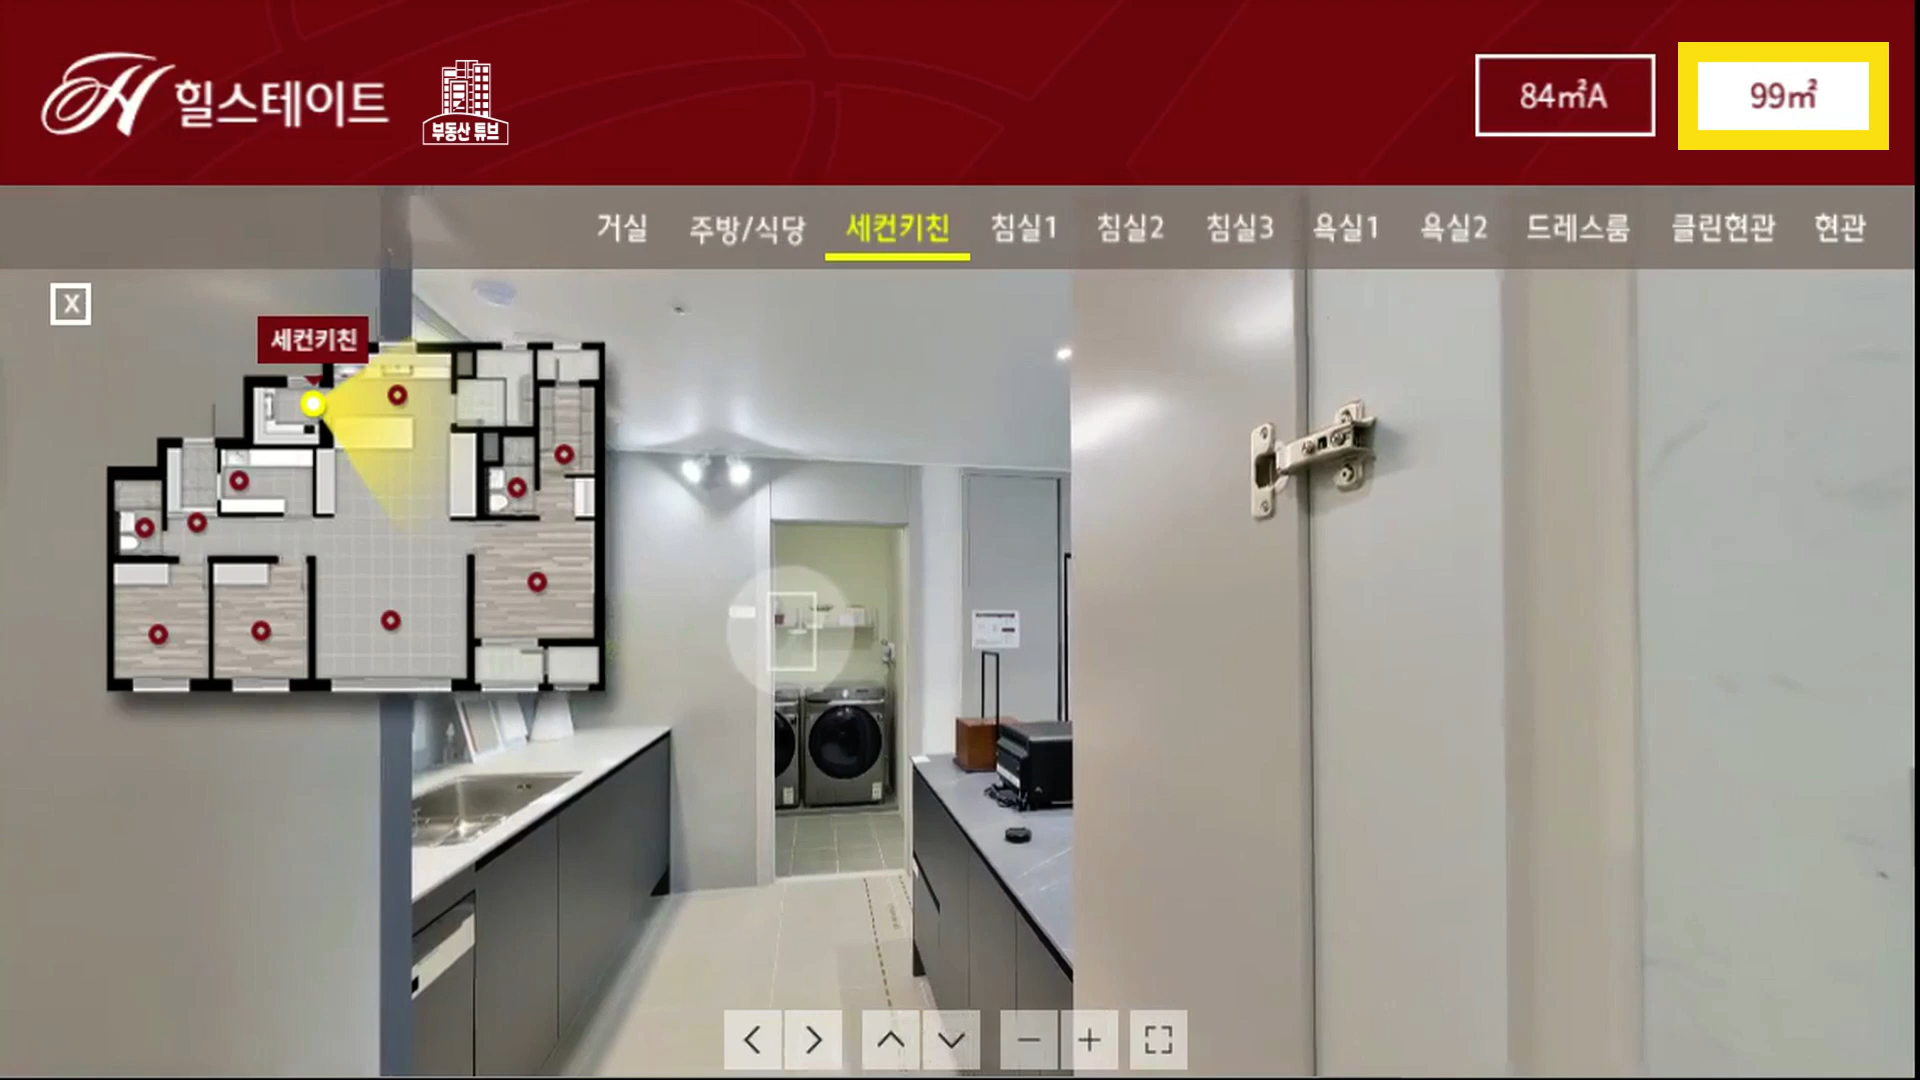 힐스테이트
부동산 튜브
84㎡A
99㎡
거실 주방/식당 세컨키친 침실1 침실2 침실3 욕실1 욕실2 드레스룸 클린현관 현관
X
세컨키친